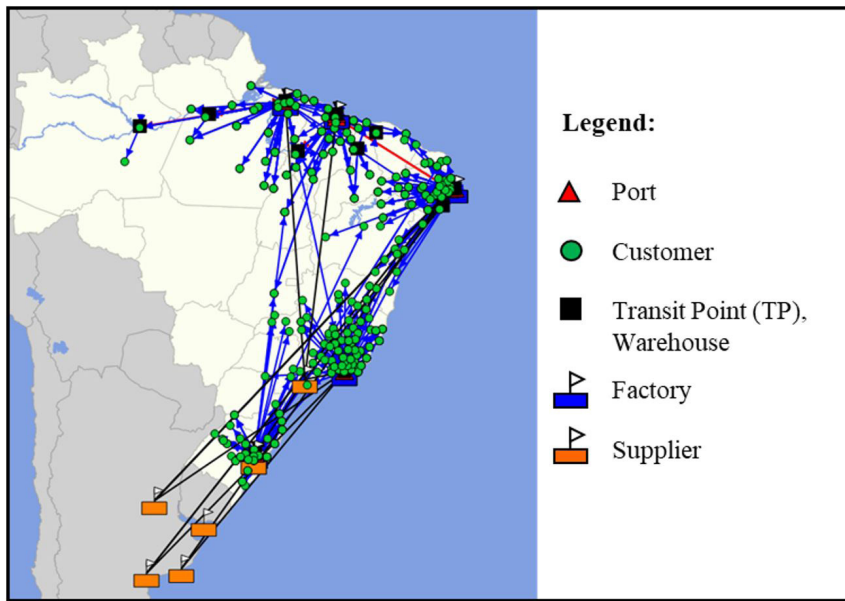 Legend:
Port
Customer
Transit Point (TP),
Warehouse
Factory
Supplier